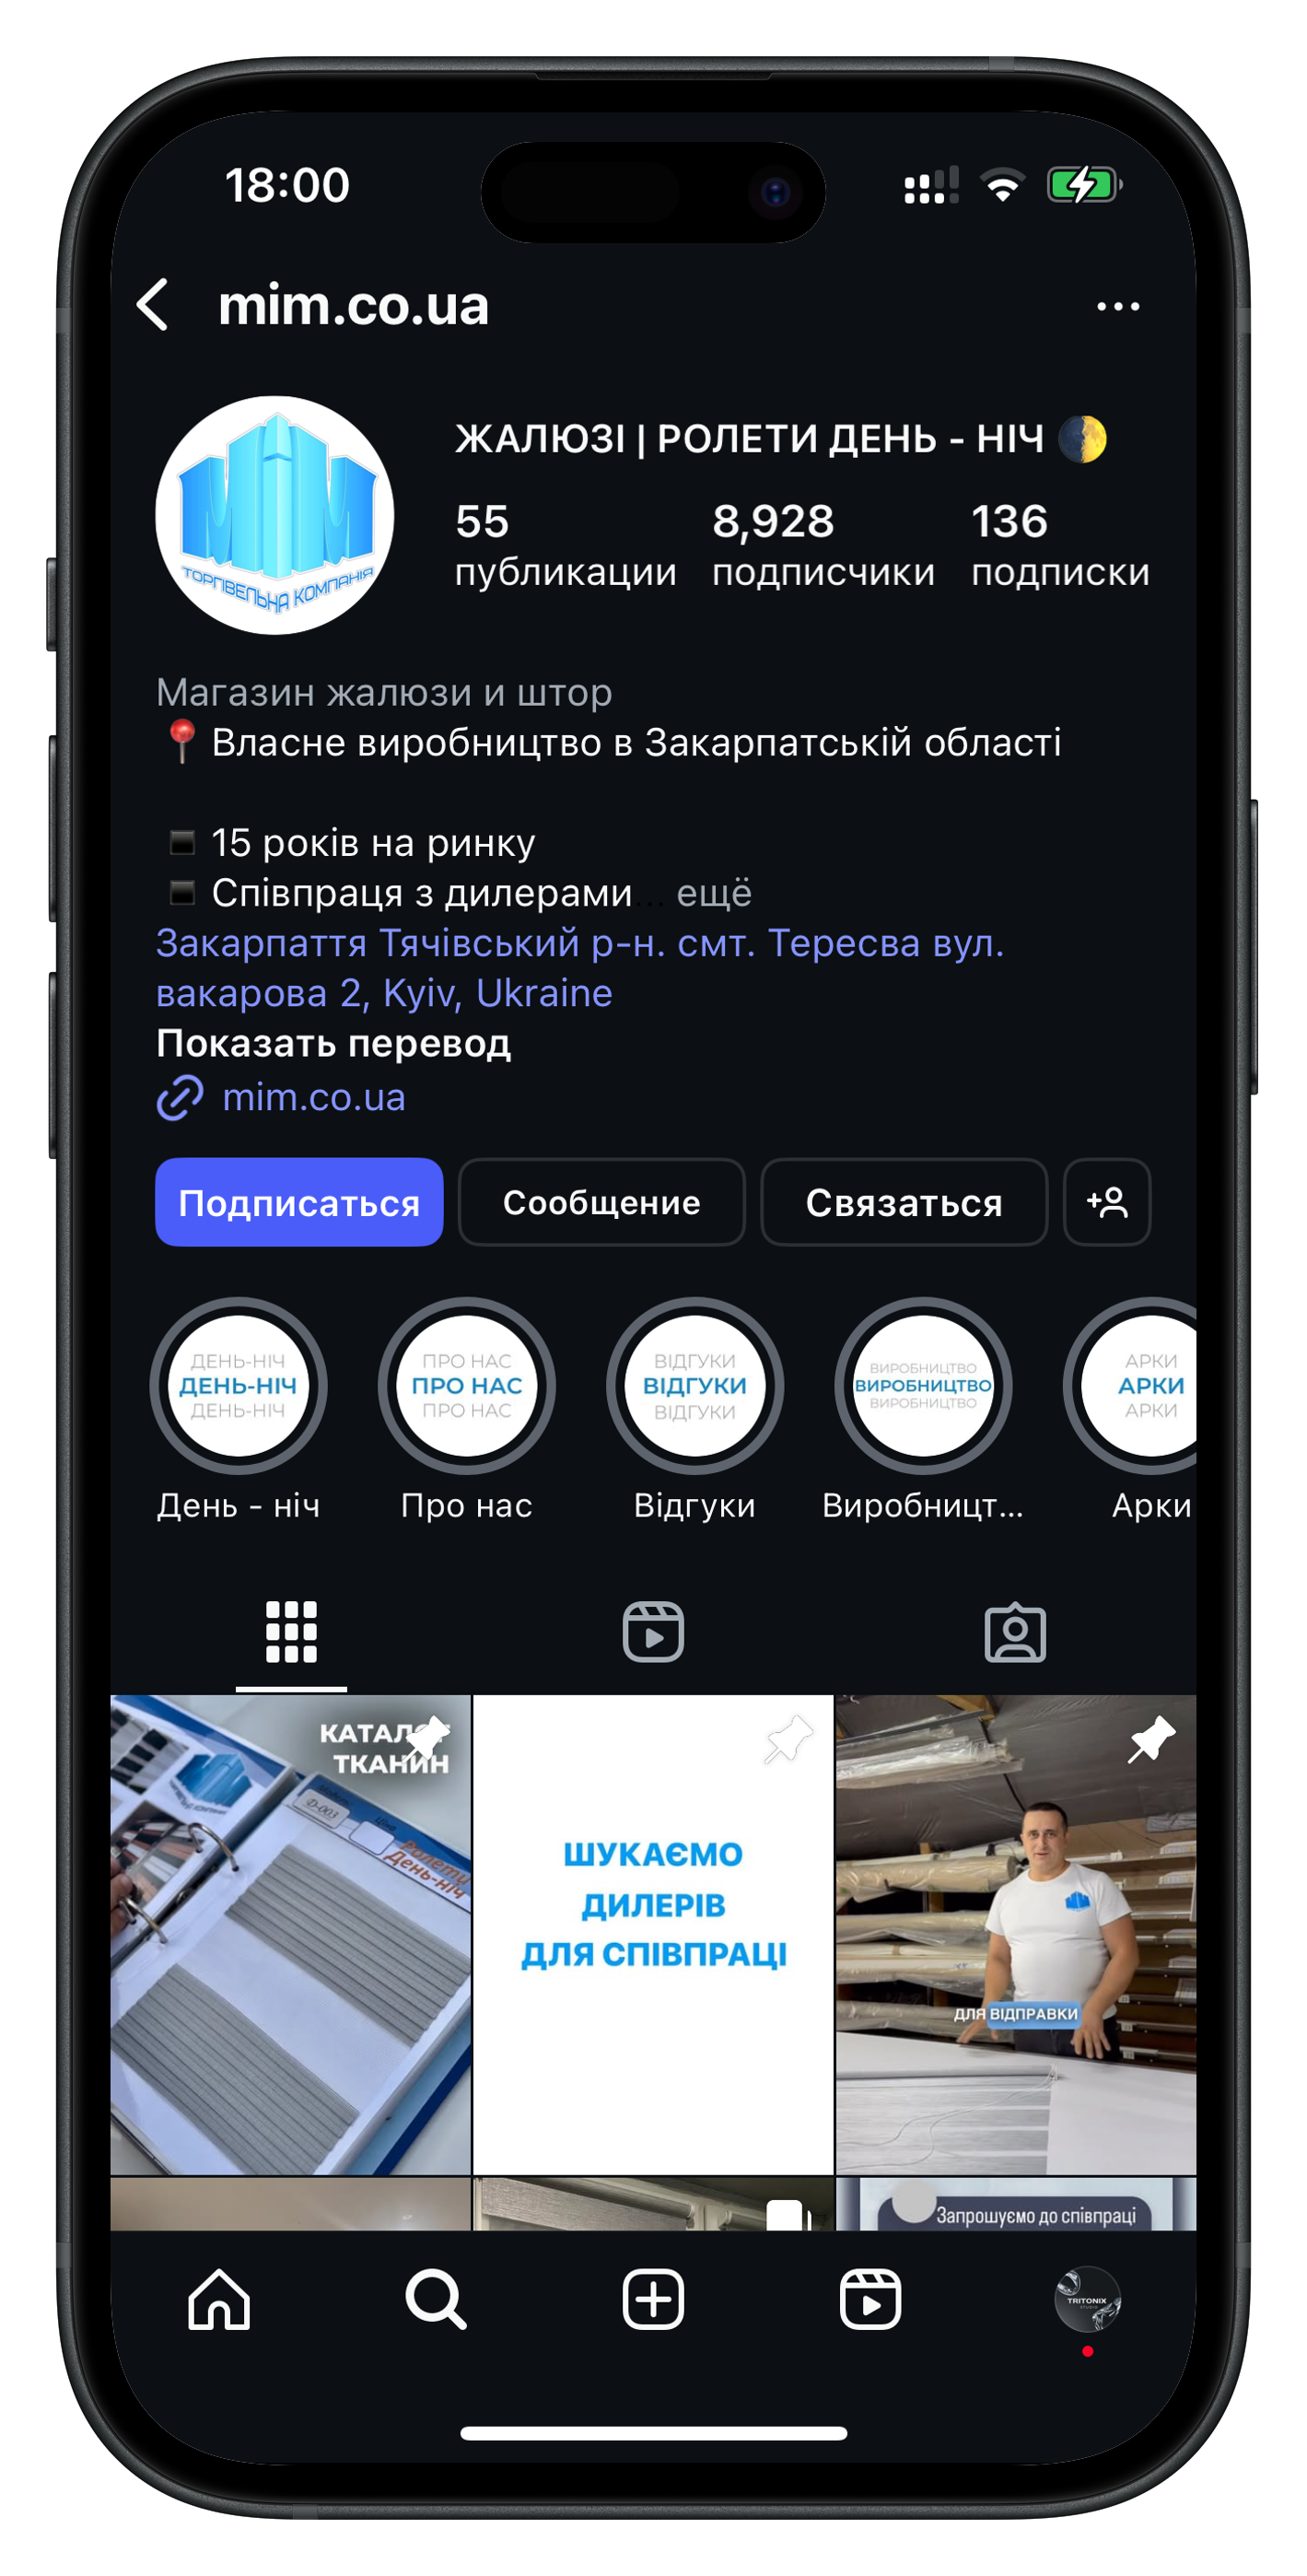 18:00
mim.co.ua
ЖАЛЮЗІ | РОЛЕТИ ДЕНЬ - НІЧ
55
8,928
136
публикации
подписчики
подписки
МІМ
ТОРГІВЕЛЬНА КОМПАНІЯ
Магазин жалюзи и штор
Власне виробництво в Закарпатській області
15 років на ринку
Співпраця з дилерами... ещё
Закарпаття Тячівський р-н. смт. Тересва вул.
вакарова 2, Kyiv, Ukraine
Показать перевод
mim.co.ua
Подписаться
Сообщение
Связаться
ДЕНЬ-НІЧ
ДЕНЬ-НІЧ
ДЕНЬ-НІЧ
День - ніч
ПРО НАС
ПРО НАС
ПРО НАС
Про нас
ВІДГУКИ
ВІДГУКИ
ВІДГУКИ
Відгуки
ВИРОБНИЦТВО
ВИРОБНИЦТВО
ВИРОБНИЦТВО
Виробницт...
АРКИ
АРКИ
АРКИ
Арки
КАТАЛОГ
ТКАНИН
Д-003
Ціна
Ролети
День-ніч
ШУКАЄМО
ДИЛЕРІВ
ДЛЯ СПІВПРАЦІ
ДЛЯ ВІДПРАВКИ
Запрошуємо до співпраці
TRITONIX
STUDIO